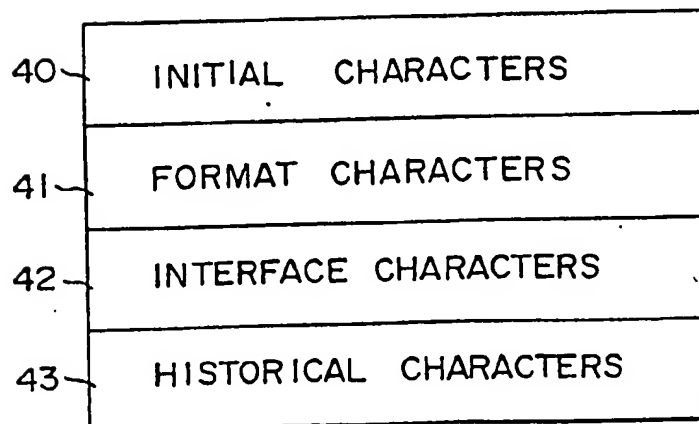 40 INITIAL CHARACTERS
41 FORMAT CHARACTERS
42 INTERFACE CHARACTERS
43 HISTORICAL CHARACTERS